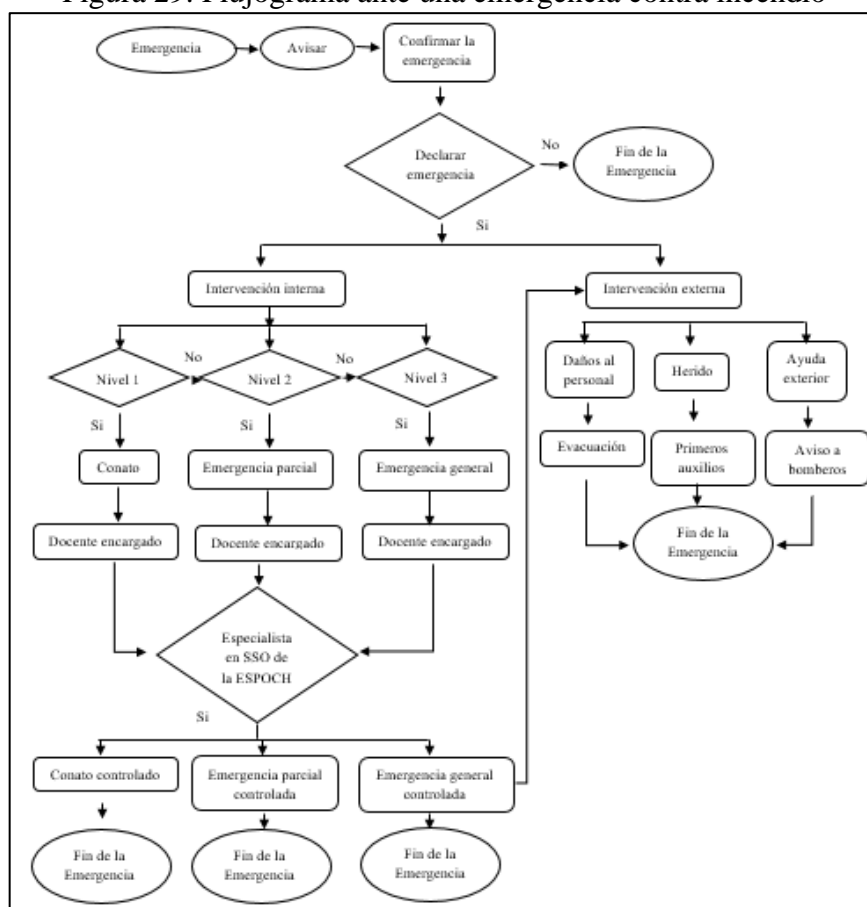 Figura 29. Flujograma ante una emergencia contra incendio
Emergencia
Avisar
Confirmar la
emergencia
Declarar
emergencia
No
Fin de la
Emergencia
Si
Intervención interna
Intervención externa
Nivel 1
No
Nivel 2
No
Nivel 3
Daños al
personal
Herido
Ayuda
exterior
Si
Si
Si
Conato
Emergencia parcial
Emergencia general
Evacuación
Primeros
auxilios
Aviso a
bomberos
Docente encargado
Docente encargado
Docente encargado
Fin de la
Emergencia
Especialista
en SSO de
la ESPOCH
Si
Conato controlado
Emergencia parcial
controlada
Emergencia general
controlada
Fin de la
Emergencia
Fin de la
Emergencia
Fin de la
Emergencia